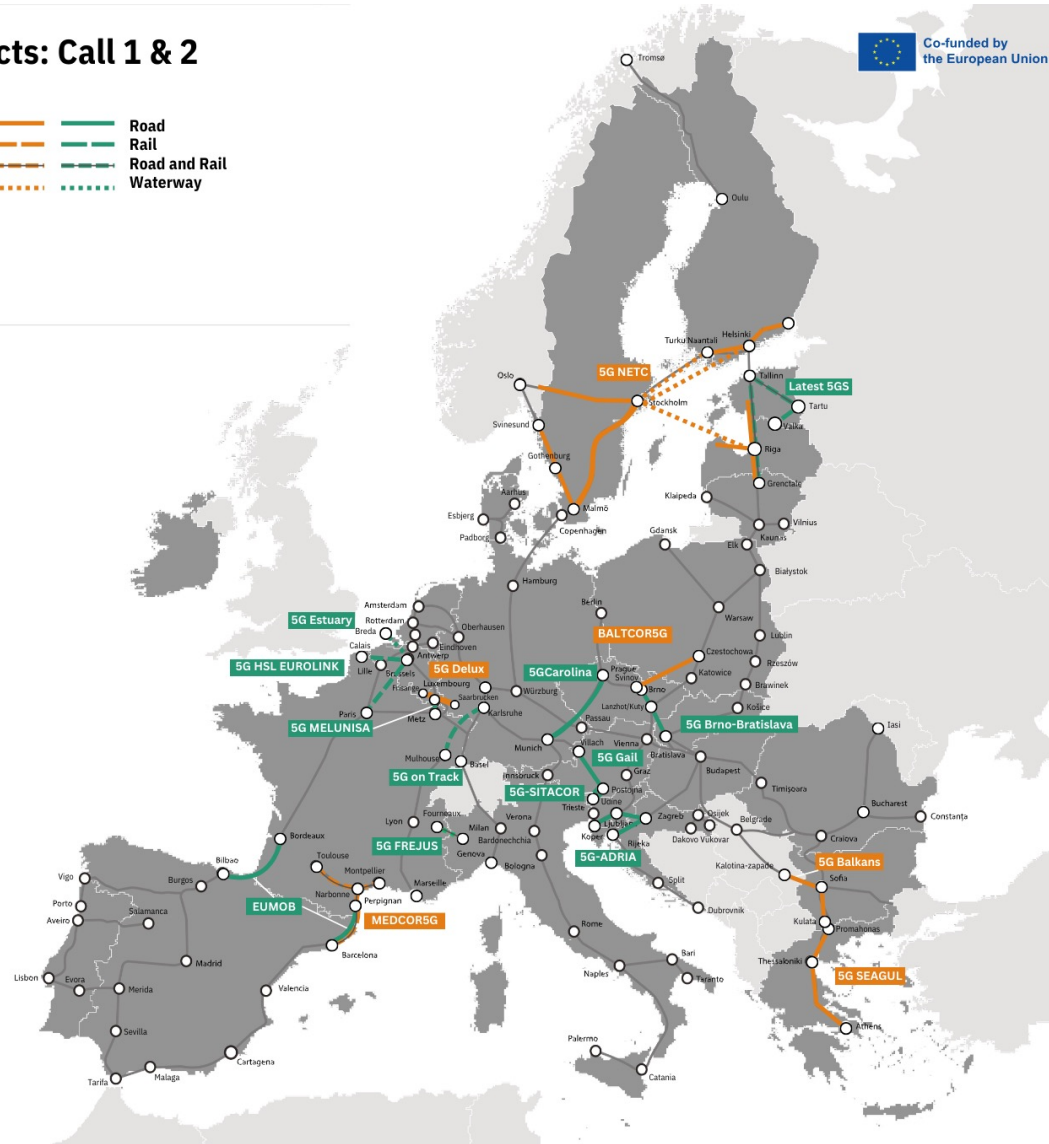 cts: Call 1 & 2
Co-funded by
the European Union
Road
Rail
Road and Rail
Waterway
Tromsø
Oulu
Helsinki
Turku Naantali
Tallinn
5G NETC
Oslo
Latest 5GS
Stockholm
Tartu
Valka
Svinesund
Riga
Gothenburg
Grenctale
Aarhus
Klaipeda
Malmö
Esbjerg
Vilnius
Copenhagen
Gdansk
Kaunas
Padborg
Elk
Białystok
Hamburg
Amsterdam
Berlin
5G Estuary
Rotterdam
Warsaw
Breda
Oberhausen
BALTCOR5G
Lublin
Calais
Eindhoven
Antwerp
Czestochowa
5G HSL EUROLINK
Lille
Brussels
5G Delux
5GCarolina
Prague
Rzeszów
Svinov
Katowice
Luxembourg
Frisange
Würzburg
Brno
Brawinek
Saarbrucken
Lanzhot/Kuty
Košice
Paris
Karlsruhe
Metz
Passau
5G Brno-Bratislava
Iasi
5G MELUNISA
Munich
Villach
Vienna
Mulhouse
Basel
5G Gail
Bratislava
Budapest
5G on Track
Innsbruck
Graz
Timișoara
5G-SITACOR
Postojna
Trieste
Udine
Bucharest
Fourneaux
Lyon
Milan
Verona
Ljubljen
Zagreb
Osijek
Belgrade
Constanța
Bordeaux
Bardonechchia
Koper
Rijeka
Dakovo Vukovar
Craiova
5G FREJUS
Genova
Bologna
5G-ADRIA
Toulouse
Bilbao
Montpellier
Kalotina-zapade
5G Balkans
Vigo
Burgos
Marseille
Split
Sofia
Narbonne
Perpignan
Porto
EUMOB
Salamanca
Dubrovnik
Aveiro
MEDCOR5G
Kulata
Promahonas
Rome
Barcelona
Madrid
Bari
Thessaloniki
Lisbon
Evora
Naples
Taranto
5G SEAGUL
Merida
Valencia
Athens
Sevilla
Palermo
Cartagena
Malaga
Catania
Tarifa